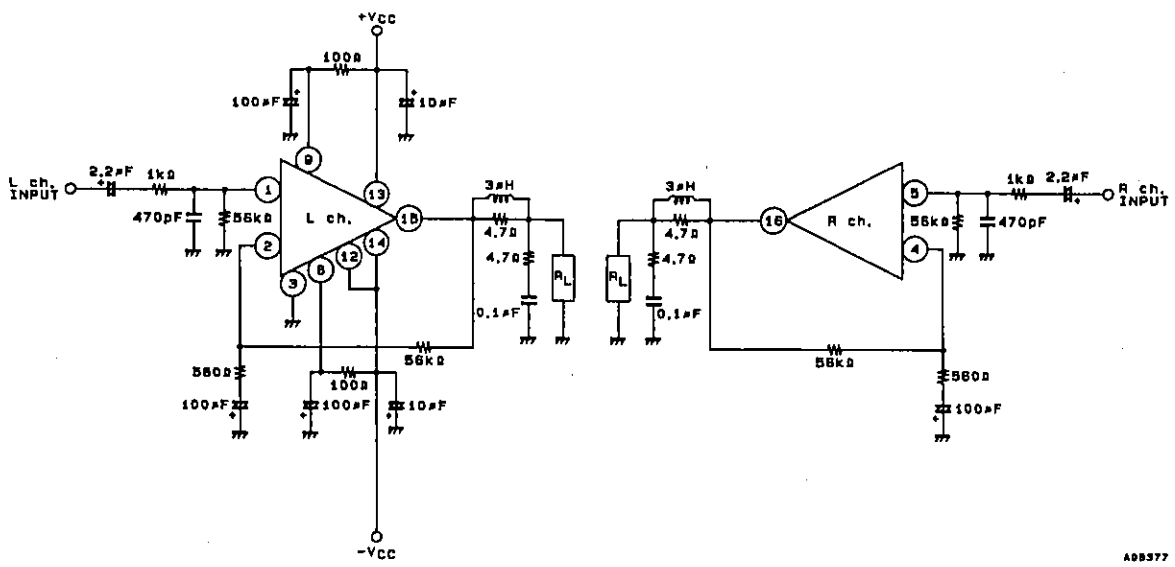 +VCC
100Ω
100µF
+
+
10µF
9
L ch.
INPUT
2.2µF
+
1kΩ
1
13
470pF
56kΩ
L ch.
15
3µH
4.7Ω
4.7Ω
0.1µF
RL
2
3
8
12
14
56kΩ
560Ω
100µF
+
100Ω
100µF
+
10µF
+
-VCC
3µH
4.7Ω
4.7Ω
0.1µF
RL
16
R ch.
5
4
1kΩ
2.2µF
+
R ch.
INPUT
56kΩ
470pF
56kΩ
560Ω
100µF
+